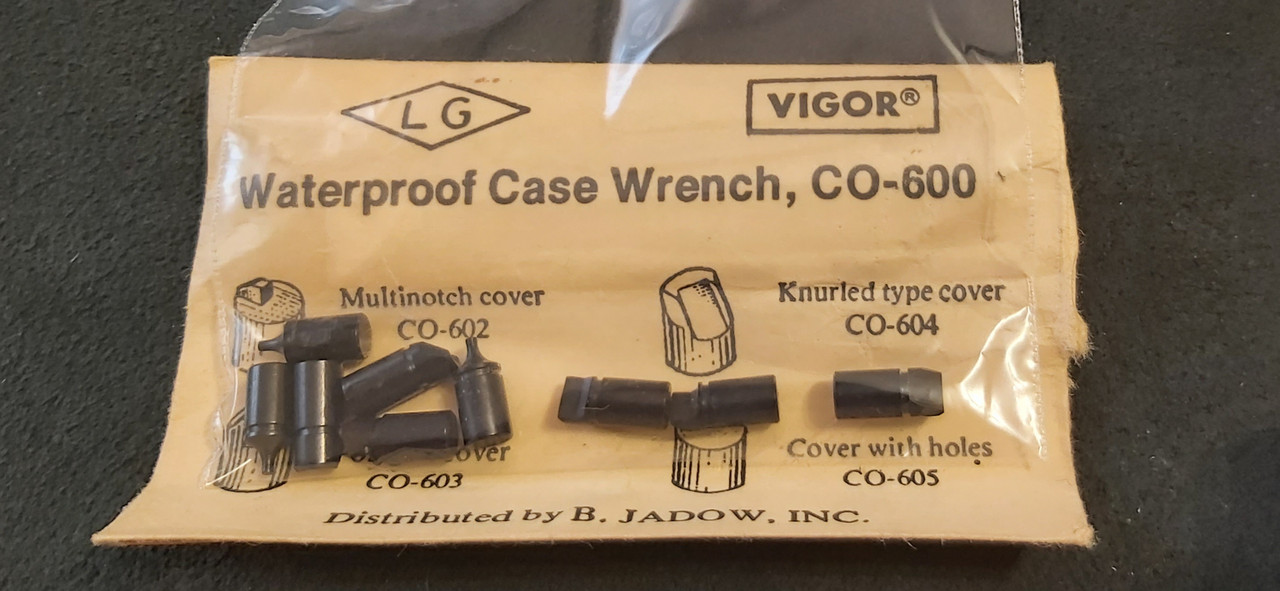 L G
VIGOR®
Waterproof Case Wrench, CO-600
Multinotch cover
CO-602
Knurled type cover
CO-604
cover
CO-603
Cover with holes
CO-605
Distributed by B. JADOW, INC.